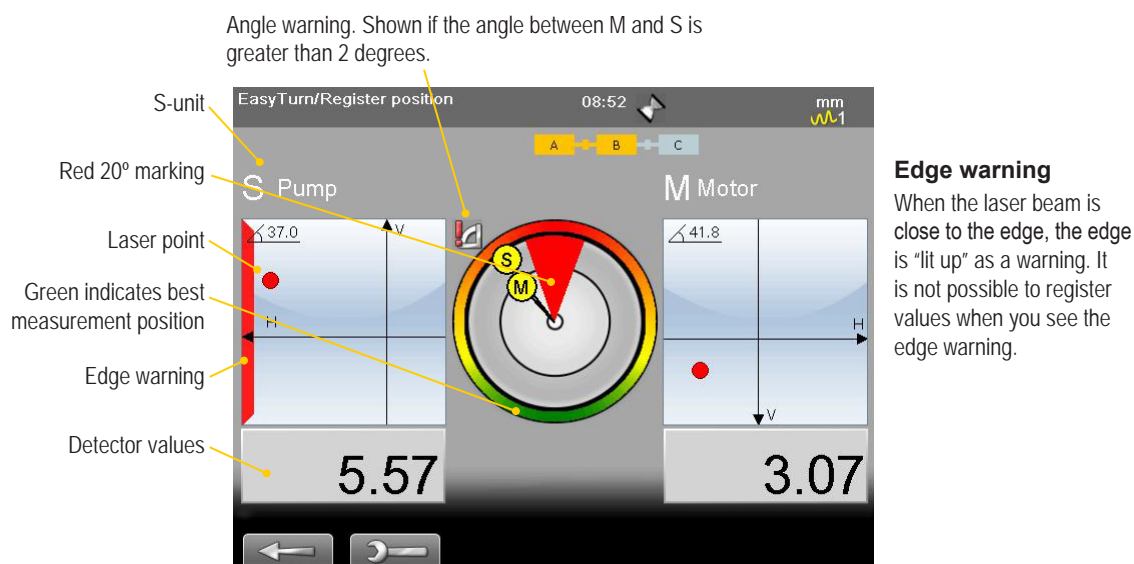 Angle warning. Shown if the angle between M and S is
greater than 2 degrees.
S-unit
Red 20º marking
Laser point
Green indicates best
measurement position
Edge warning
Detector values
EasyTurn/Register position
08:52
mm
1
A
B
C
S Pump
M Motor
37.0
V
H
S
M
41.8
H
V
5.57
3.07
Edge warning
When the laser beam is
close to the edge, the edge
is “lit up” as a warning. It
is not possible to register
values when you see the
edge warning.